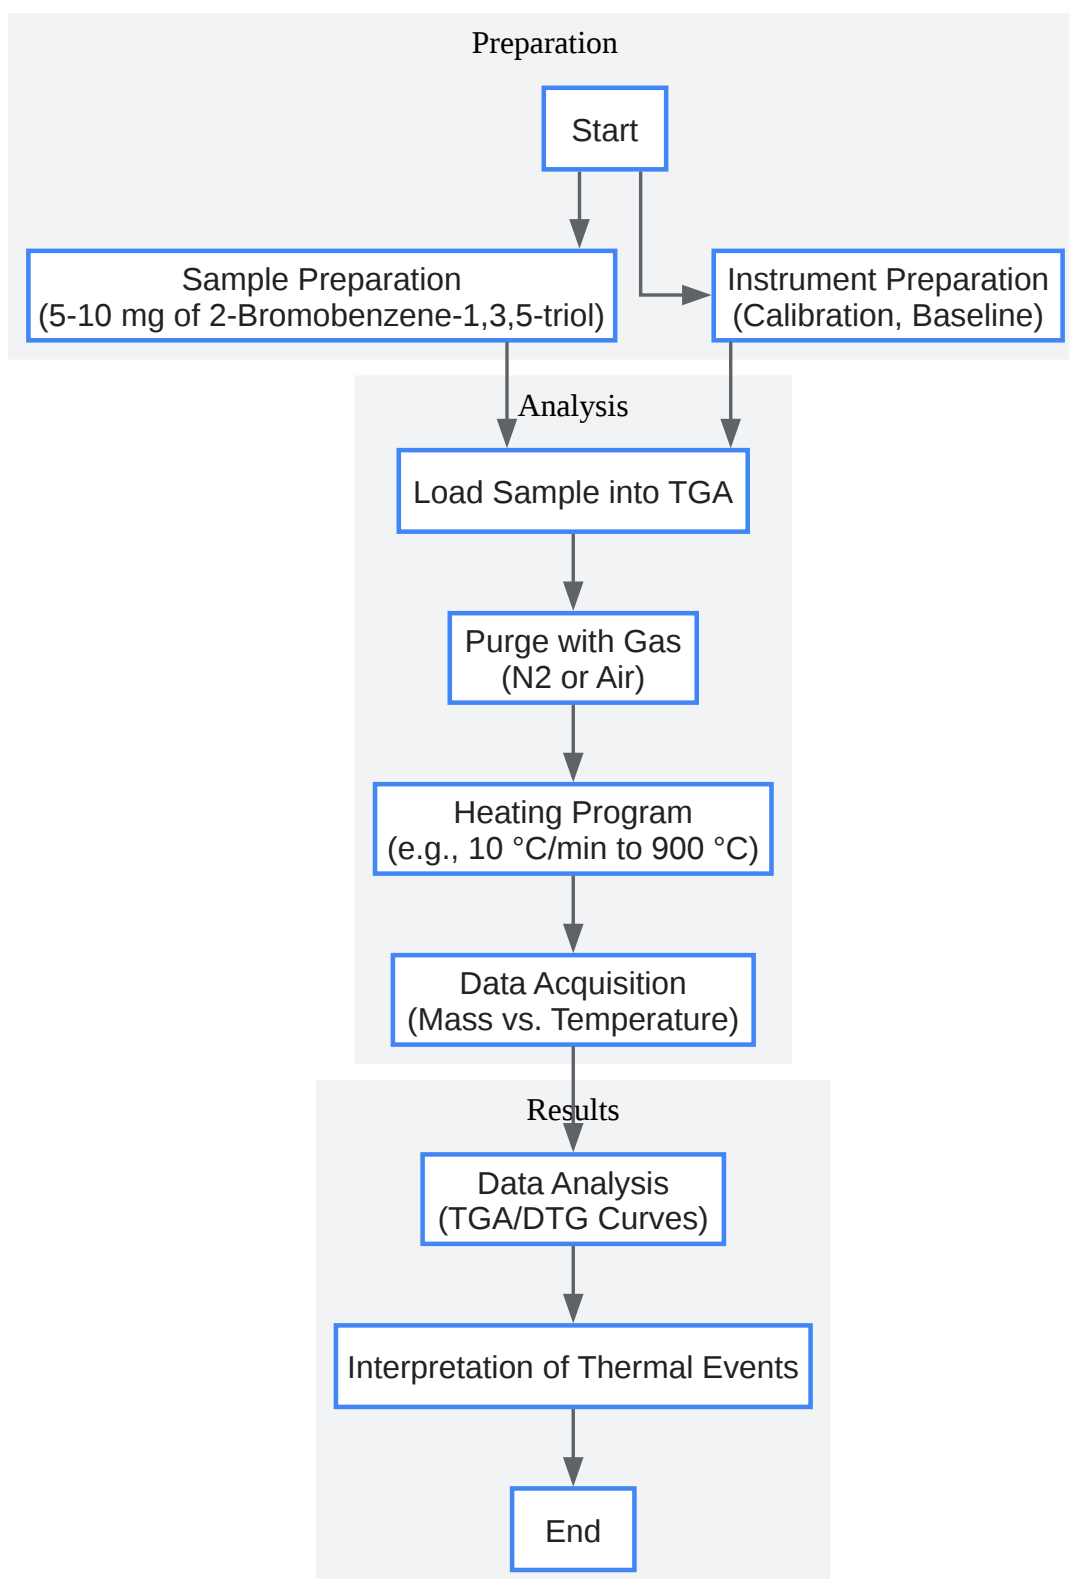 Preparation
Start
Sample Preparation
(5-10 mg of 2-Bromobenzene-1,3,5-triol)
Instrument Preparation
(Calibration, Baseline)
Analysis
Load Sample into TGA
Purge with Gas
(N2 or Air)
Heating Program
(e.g., 10 °C/min to 900 °C)
Data Acquisition
(Mass vs. Temperature)
Results
Data Analysis
(TGA/DTG Curves)
Interpretation of Thermal Events
End